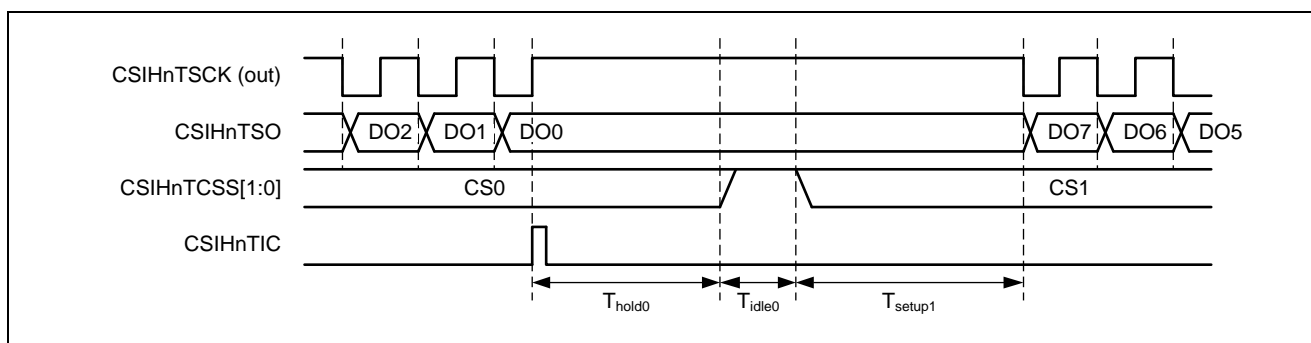 CSIHnTSCK (out)
CSIHnTSO DO2 DO1 DO0 DO7 DO6 DO5
CSIHnTCSS[1:0] CS0 CS1
CSIHnTIC
Thold0 Tidle0 Tsetup1